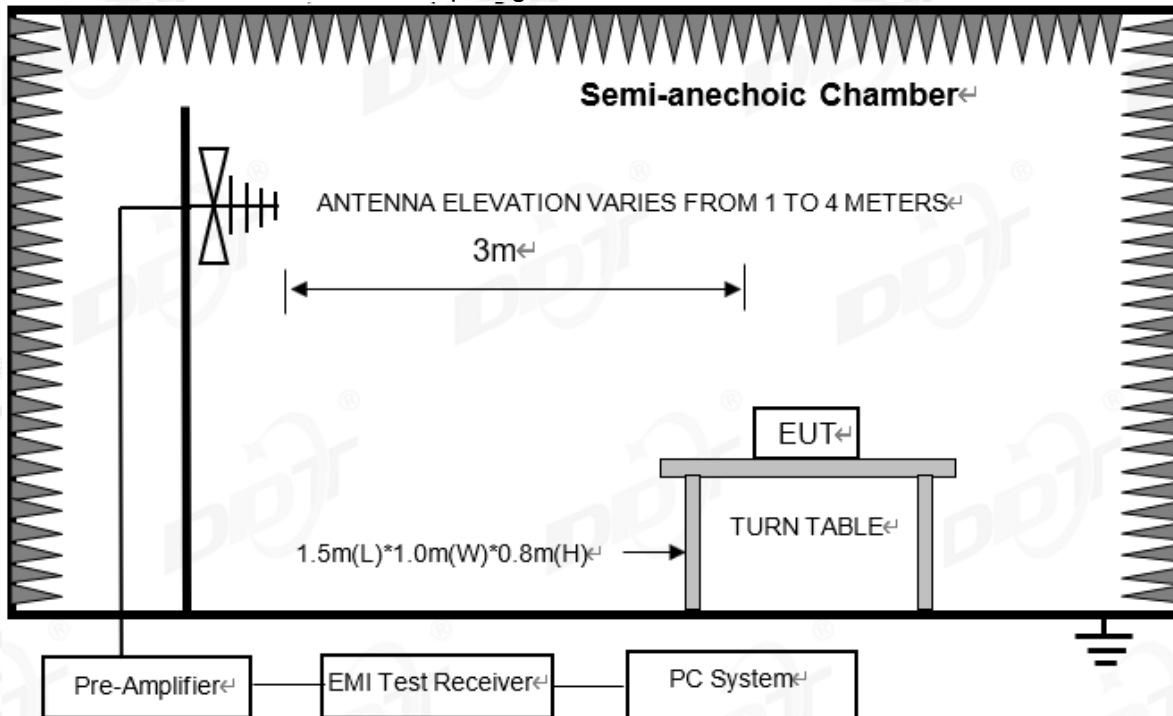 Semi-anechoic Chamber↵
ANTENNA ELEVATION VARIES FROM 1 TO 4 METERS↵
3m↵
EUT↵
TURN TABLE↵
1.5m(L)*1.0m(W)*0.8m(H)↵
Pre-Amplifier↵
EMI Test Receiver↵
PC System↵
DDT®